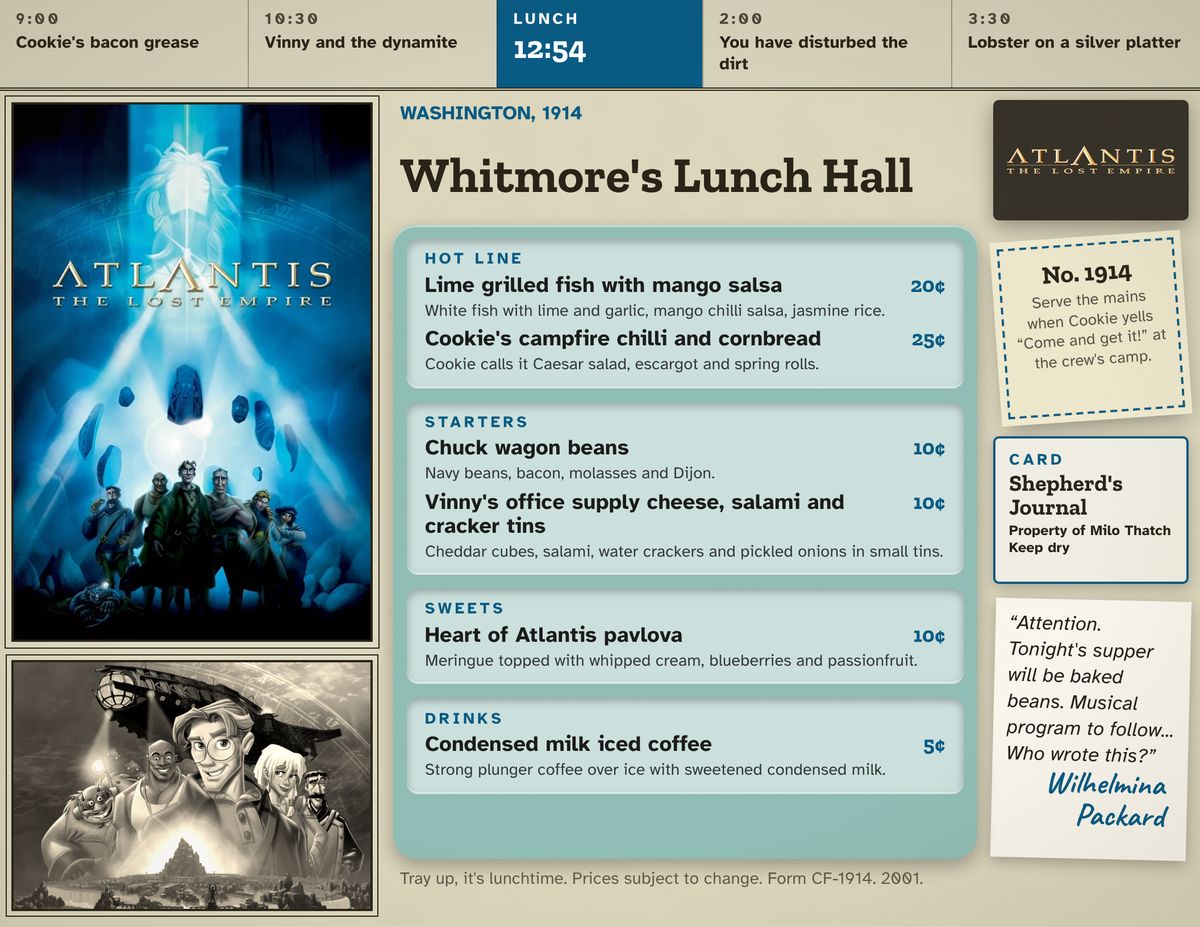 9:00
Cookie's bacon grease
10:30
Vinny and the dynamite
LUNCH
12:54
2:00
You have disturbed the
dirt
3:30
Lobster on a silver platter
ATLANTIS
THE LOST EMPIRE
WASHINGTON, 1914
Whitmore's Lunch Hall
HOT LINE
Lime grilled fish with mango salsa 20¢
White fish with lime and garlic, mango chilli salsa, jasmine rice.
Cookie's campfire chilli and cornbread 25¢
Cookie calls it Caesar salad, escargot and spring rolls.
STARTERS
Chuck wagon beans 10¢
Navy beans, bacon, molasses and Dijon.
Vinny's office supply cheese, salami and 10¢
cracker tins
Cheddar cubes, salami, water crackers and pickled onions in small tins.
SWEETS
Heart of Atlantis pavlova 10¢
Meringue topped with whipped cream, blueberries and passionfruit.
DRINKS
Condensed milk iced coffee 5¢
Strong plunger coffee over ice with sweetened condensed milk.
Tray up, it's lunchtime. Prices subject to change. Form CF-1914. 2001.
ATLANTIS
THE LOST EMPIRE
No. 1914
Serve the mains
when Cookie yells
“Come and get it!” at
the crew's camp.
CARD
Shepherd's
Journal
Property of Milo Thatch
Keep dry
“Attention.
Tonight's supper
will be baked
beans. Musical
program to follow...
Who wrote this?”
Wilhelmina
Packard